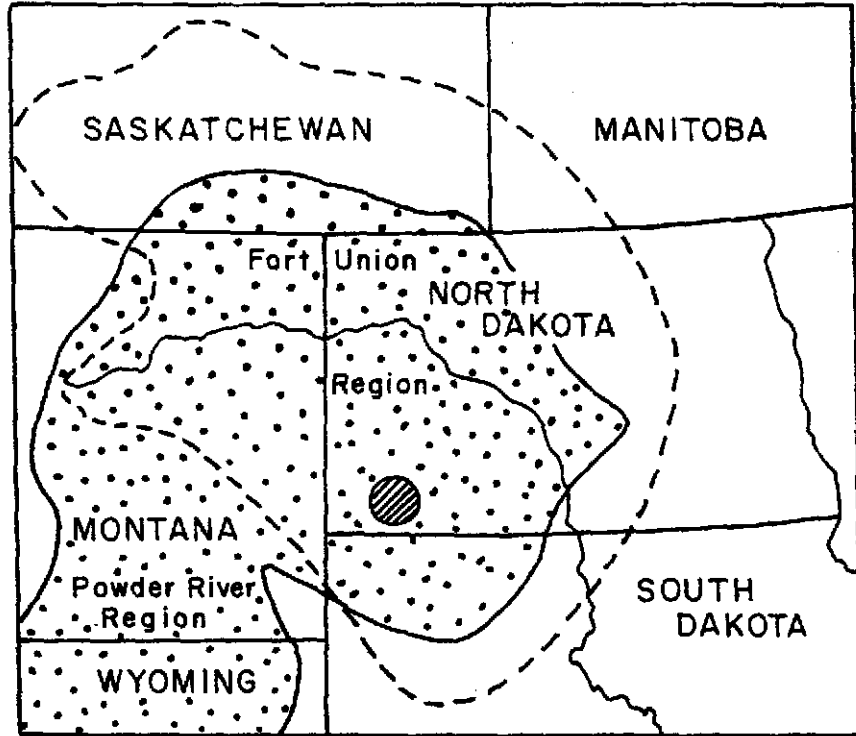 SASKATCHEWAN
MANITOBA
Fort Union
NORTH
DAKOTA
Region
MONTANA
Powder River
Region
SOUTH
DAKOTA
WYOMING